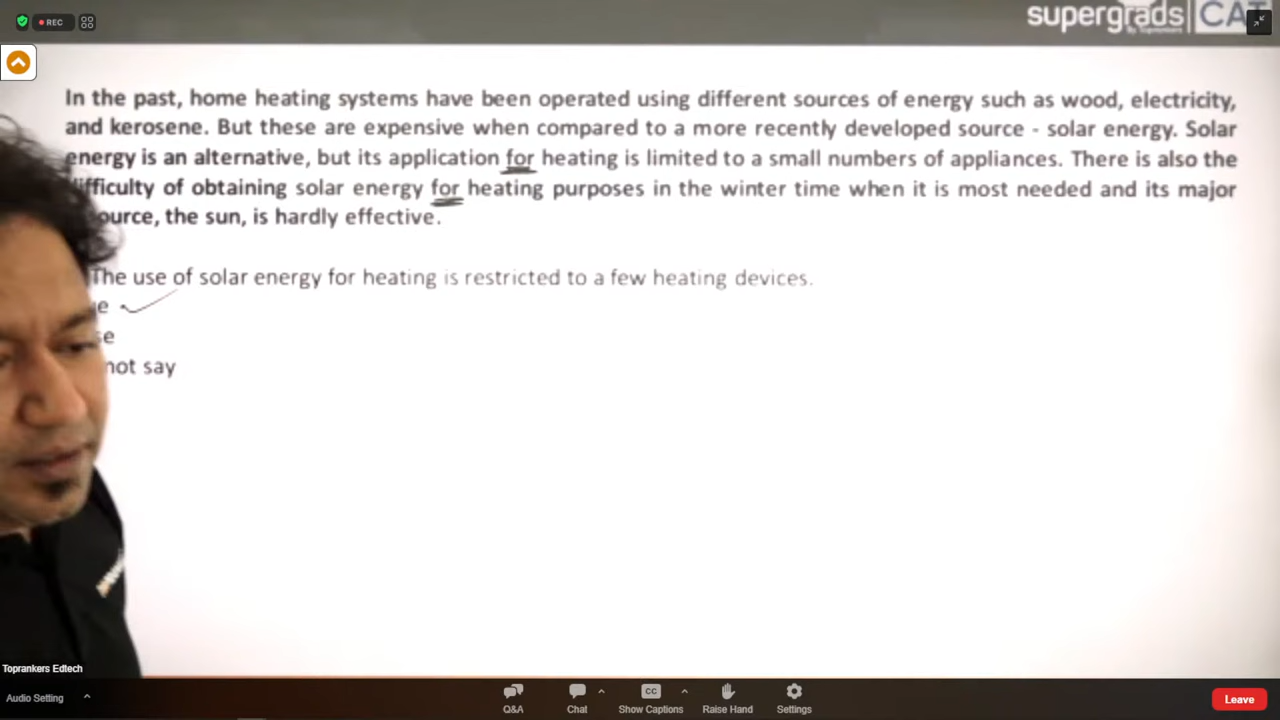 REC
supergrads CAT
By Toprankers
In the past, home heating systems have been operated using different sources of energy such as wood, electricity,
and kerosene. But these are expensive when compared to a more recently developed source - solar energy. Solar
energy is an alternative, but its application for heating is limited to a small numbers of appliances. There is also the
difficulty of obtaining solar energy for heating purposes in the winter time when it is most needed and its major
source, the sun, is hardly effective.
The use of solar energy for heating is restricted to a few heating devices.
e
se
not say
Toprankers Edtech
Audio Setting
Q&A
Chat
CC
Show Captions
Raise Hand
Settings
Leave